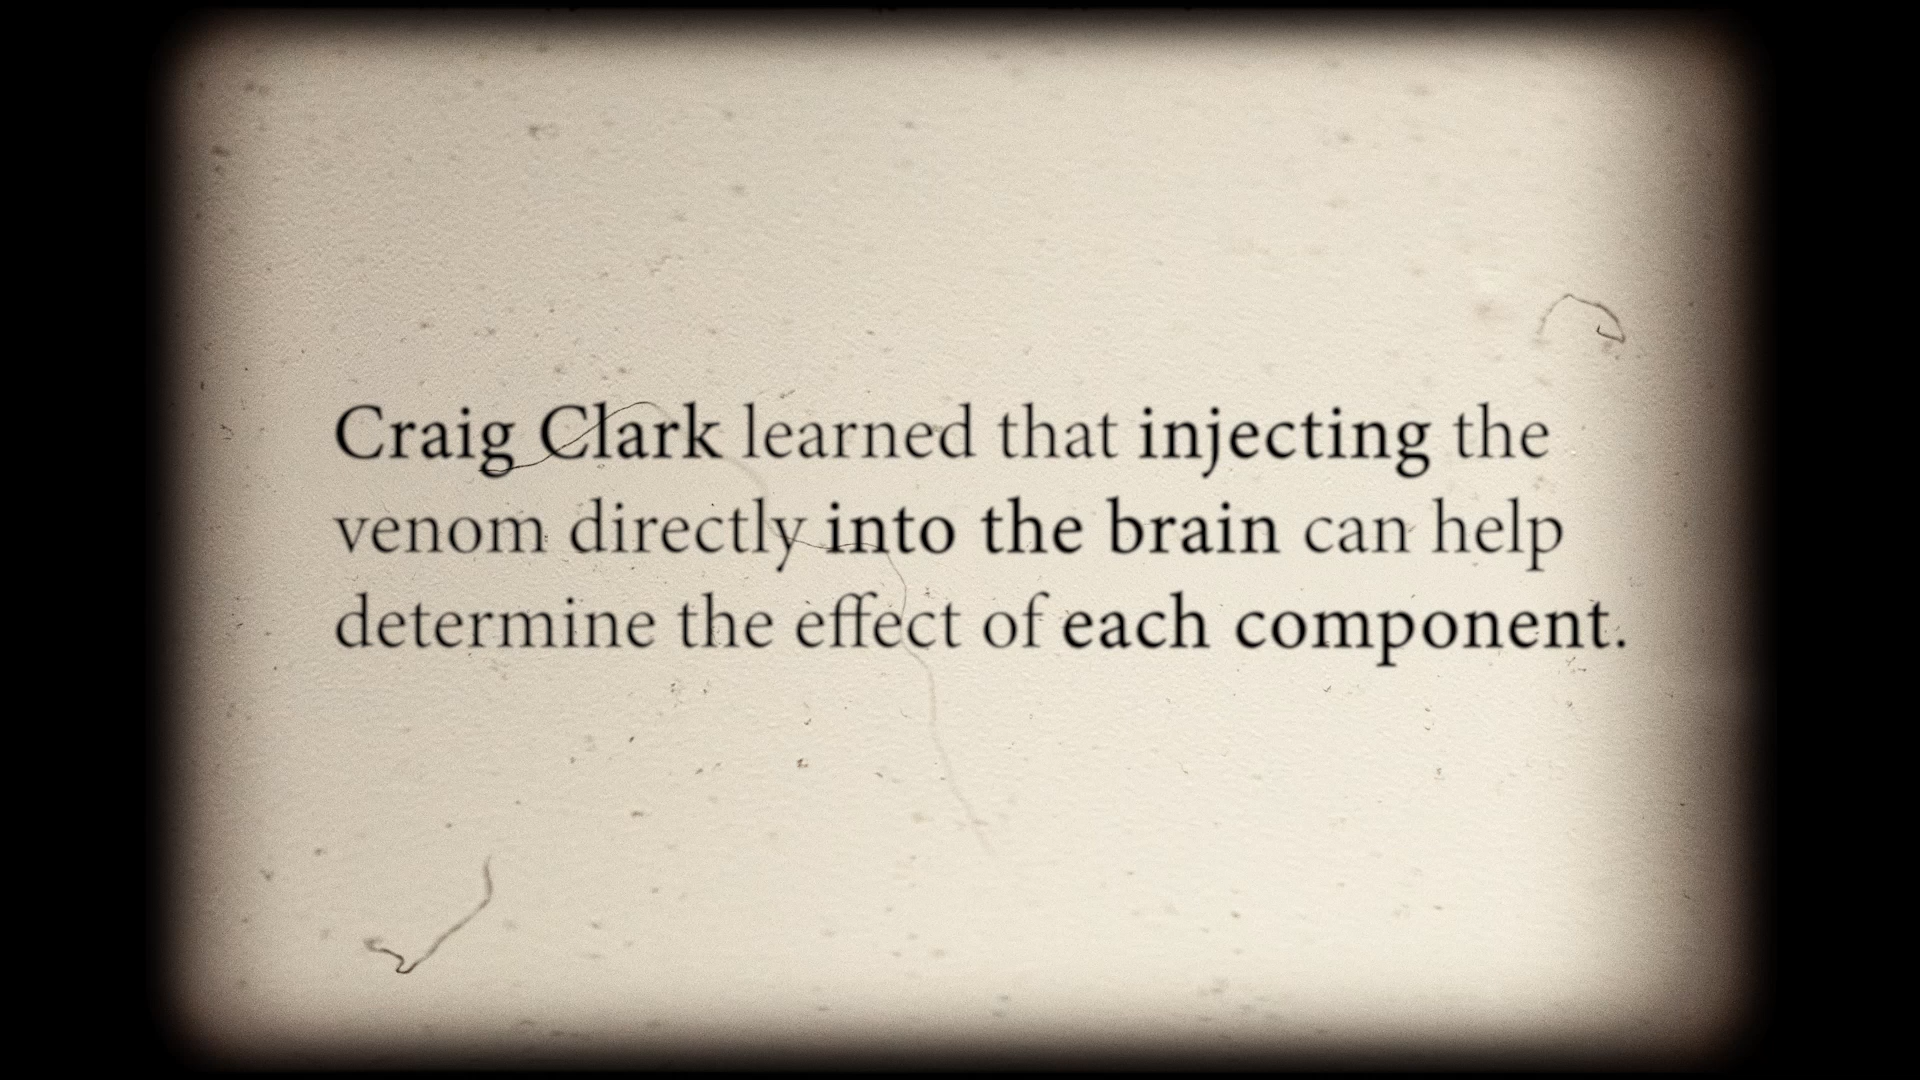 Craig Clark learned that injecting the
venom directly into the brain can help
determine the effect of each component.